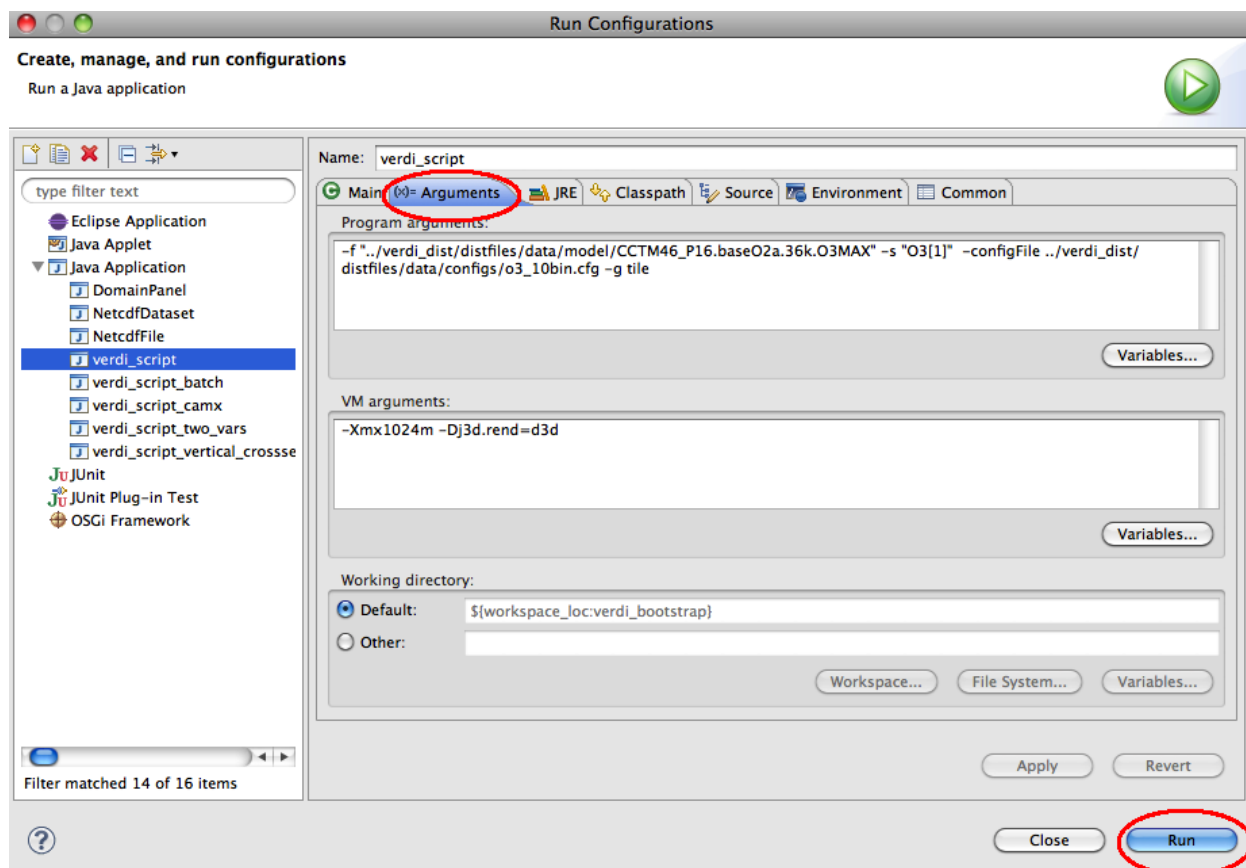 Run Configurations
Create, manage, and run configurations
Run a Java application
type filter text
Eclipse Application
Java Applet
Java Application
DomainPanel
NetcdfDataset
NetcdfFile
verdi_script
verdi_script_batch
verdi_script_camx
verdi_script_two_vars
verdi_script_vertical_crossse
JUnit
JUnit Plug-in Test
OSGi Framework
Filter matched 14 of 16 items
Name: verdi_script
Main (x)= Arguments JRE Classpath Source Environment Common
Program arguments:
-f "../verdi_dist/distfiles/data/model/CCTM46_P16.baseO2a.36k.O3MAX" -s "O3[1]" -configFile ../verdi_dist/
distfiles/data/configs/o3_10bin.cfg -g tile
Variables...
VM arguments:
-Xmx1024m -Dj3d.rend=d3d
Variables...
Working directory:
Default: ${workspace_loc:verdi_bootstrap}
Other:
Workspace... File System... Variables...
Apply Revert
? Close Run